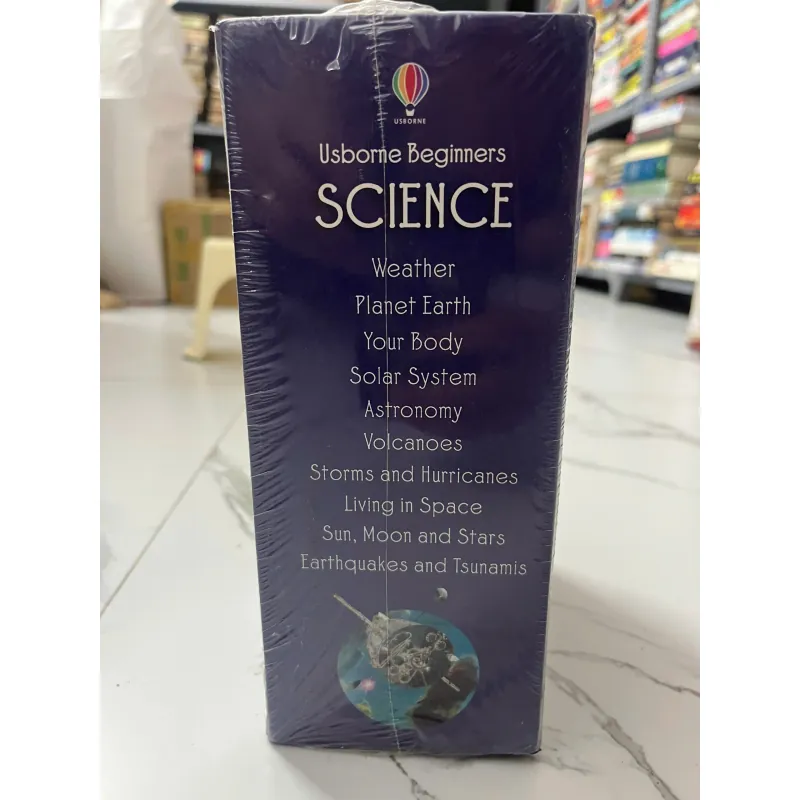 USBORNE
Usborne Beginners
SCIENCE
Weather
Planet Earth
Your Body
Solar System
Astronomy
Volcanoes
Storms and Hurricanes
Living in Space
Sun, Moon and Stars
Earthquakes and Tsunamis